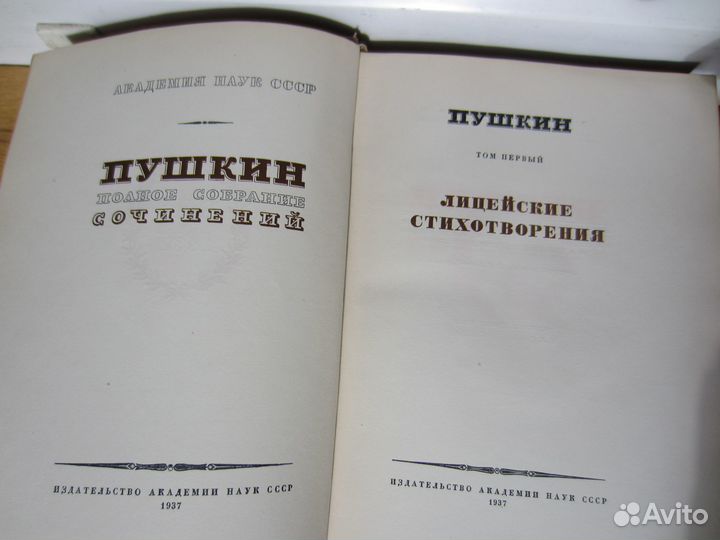 АКАДЕМИЯ НАУК СССР
ПУШКИН
ПОЛНОЕ СОБРАНИЕ
СОЧИНЕНИЙ
ИЗДАТЕЛЬСТВО АКАДЕМИИ НАУК СССР
1937
ПУШКИН
ТОМ ПЕРВЫЙ
ЛИЦЕЙСКИЕ
СТИХОТВОРЕНИЯ
ИЗДАТЕЛЬСТВО АКАДЕМИИ НАУК СССР
1937
Avito